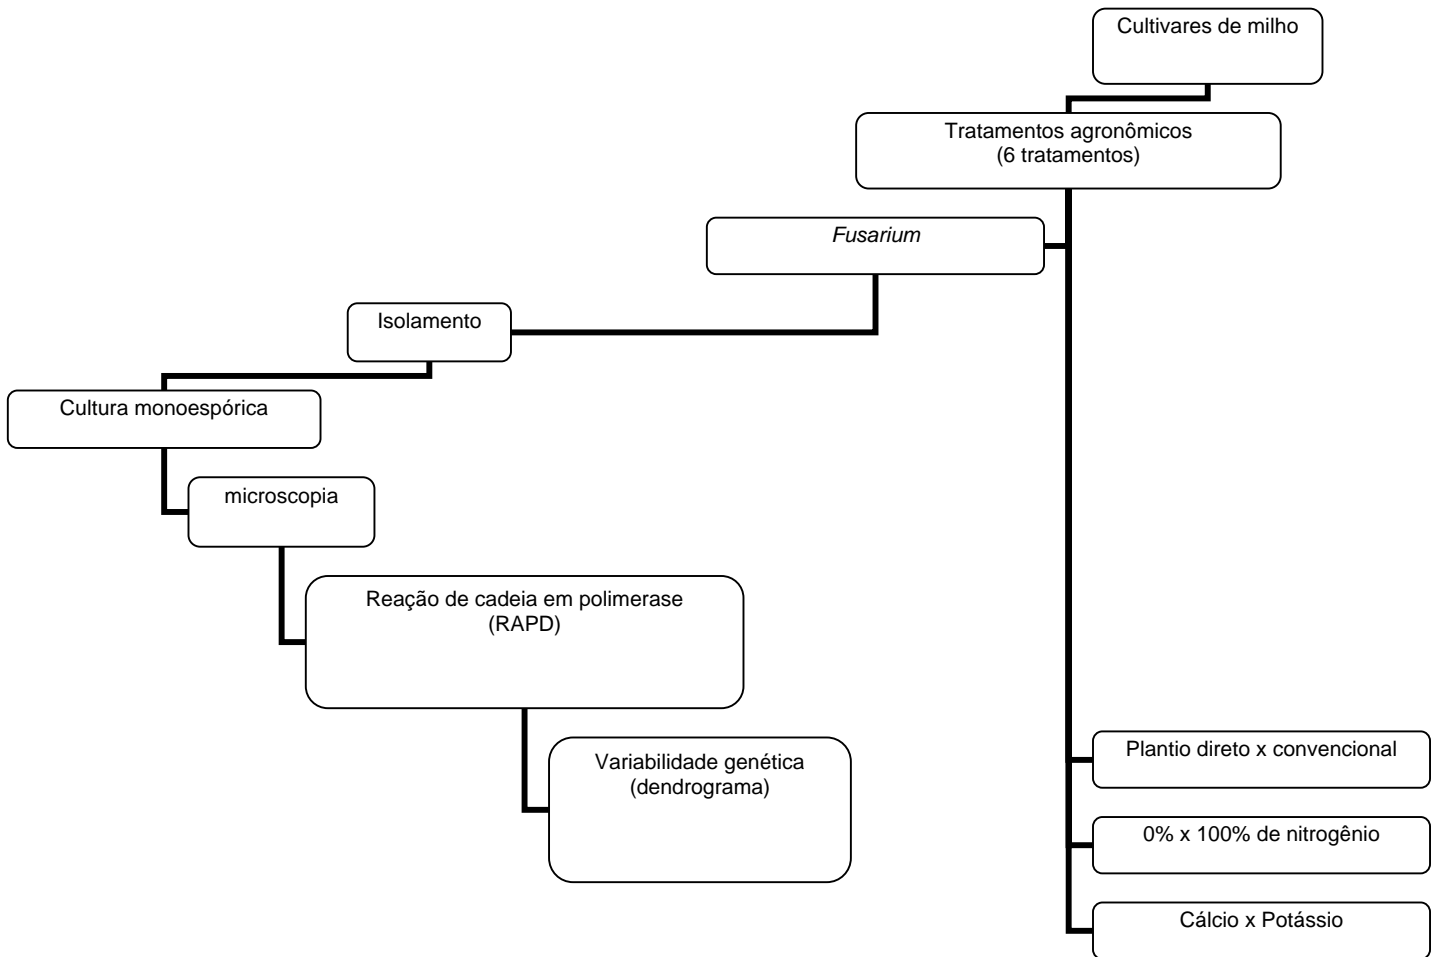 Cultivares de milho
Tratamentos agronômicos
(6 tratamentos)
Fusarium
Isolamento
Cultura monoespórica
microscopia
Reação de cadeia em polimerase
(RAPD)
Variabilidade genética
(dendrograma)
Plantio direto x convencional
0% x 100% de nitrogênio
Cálcio x Potássio